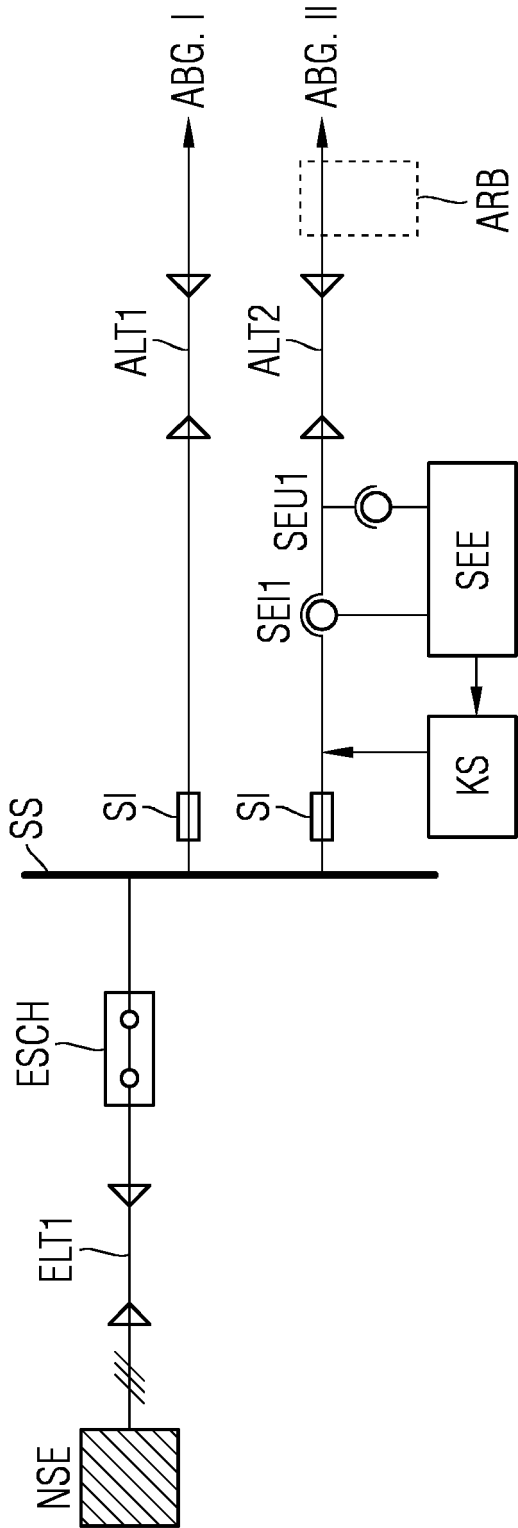 NSE
ELT1
ESCH
SS
SI
ALT1
ABG. I
SI
SEI1
SEU1
ALT2
ABG. II
KS
SEE
ARB